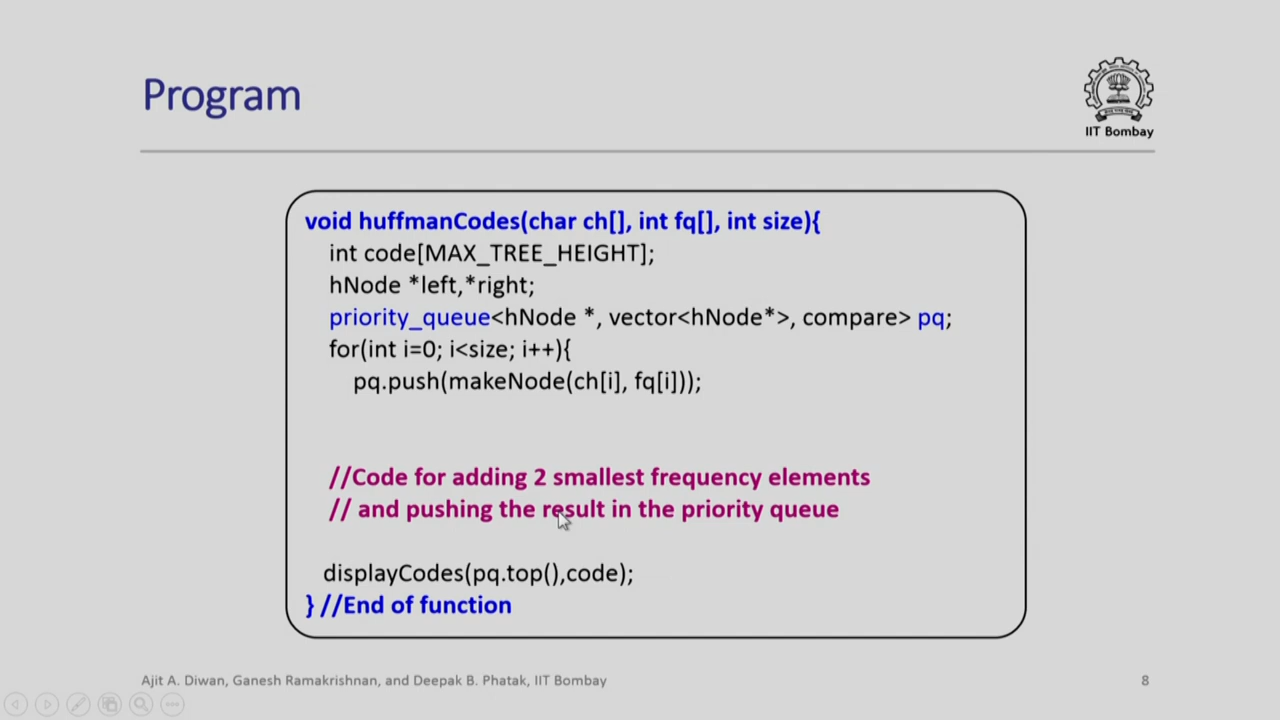 Program
IIT Bombay
void huffmanCodes(char ch[], int fq[], int size){
int code[MAX_TREE_HEIGHT];
hNode *left,*right;
priority_queue<hNode *, vector<hNode*>, compare> pq;
for(int i=0; i<size; i++){
pq.push(makeNode(ch[i], fq[i]));
//Code for adding 2 smallest frequency elements
// and pushing the result in the priority queue
displayCodes(pq.top(),code);
} //End of function
Ajit A. Diwan, Ganesh Ramakrishnan, and Deepak B. Phatak, IIT Bombay
8